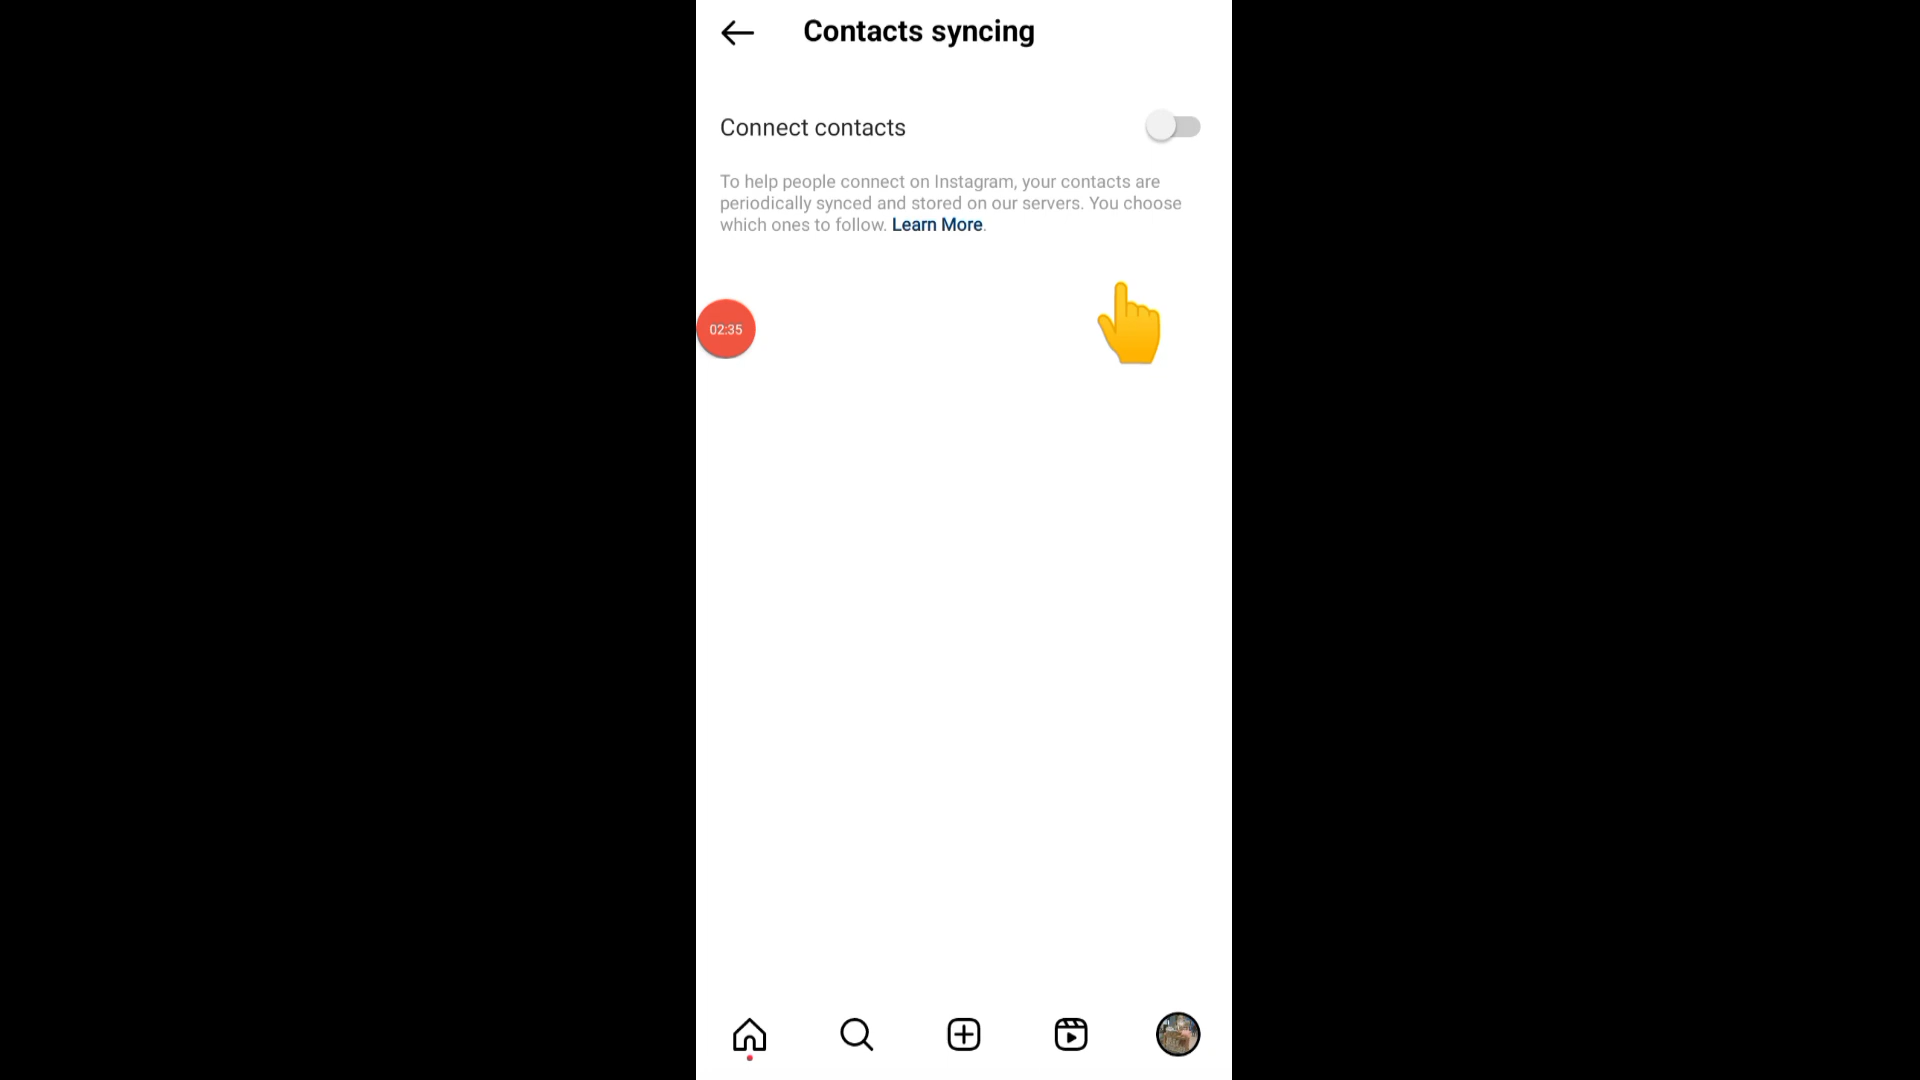 Contacts syncing
Connect contacts
To help people connect on Instagram, your contacts are
periodically synced and stored on our servers. You choose
which ones to follow. Learn More.
02:35